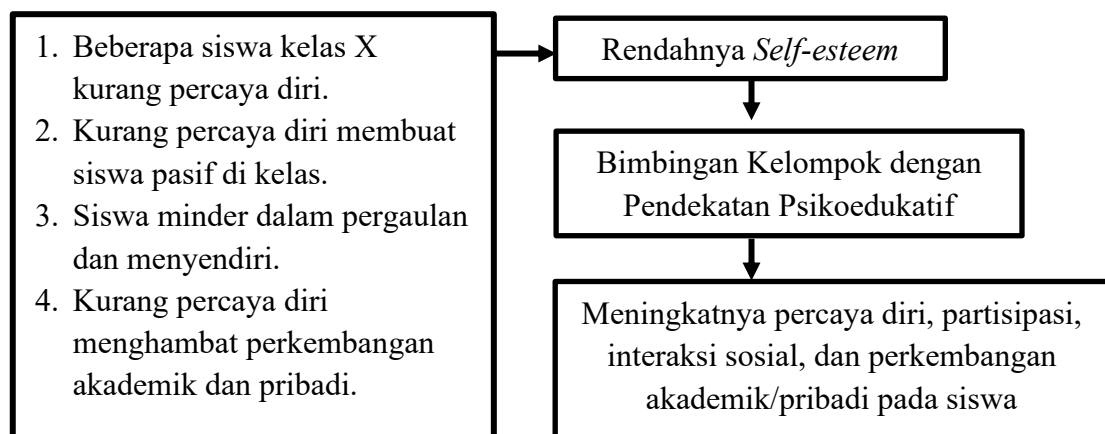 1. Beberapa siswa kelas X
kurang percaya diri.
2. Kurang percaya diri membuat
siswa pasif di kelas.
3. Siswa minder dalam pergaulan
dan menyendiri.
4. Kurang percaya diri
menghambat perkembangan
akademik dan pribadi.
Rendahnya Self-esteem
Bimbingan Kelompok dengan
Pendekatan Psikoedukatif
Meningkatnya percaya diri, partisipasi,
interaksi sosial, dan perkembangan
akademik/pribadi pada siswa